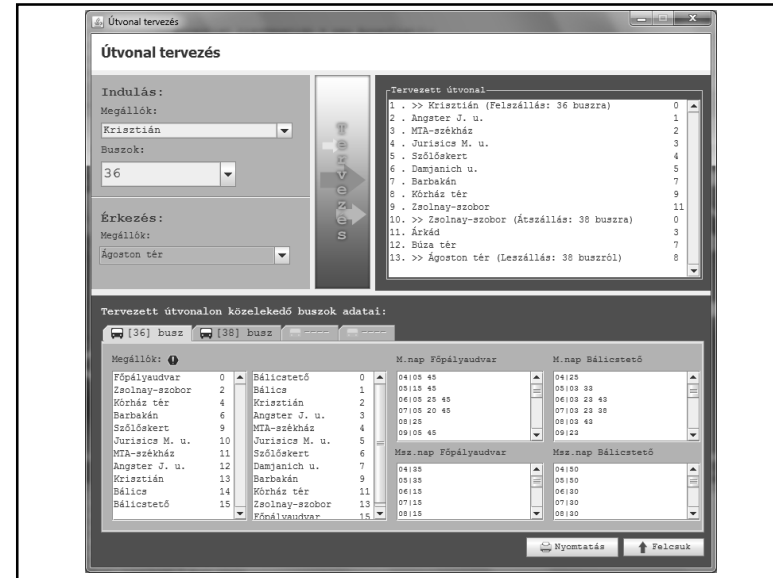 Útvonal tervezés
Útvonal tervezés
Indulás:
Megállók:
Krisztián
Buszok:
36
Érkezés:
Megállók:
Ágoston tér
Tervezés
Tervezett útvonal
1 . >> Krisztián (Felszállás: 36 buszra) 0
2 . Angster J. u. 1
3 . MTA-székház 2
4 . Jurisics M. u. 3
5 . Szőlőskert 4
6 . Damjanich u. 5
7 . Barbakán 7
8 . Kórház tér 9
9 . Zsolnay-szobor 11
10. >> Zsolnay-szobor (Átszállás: 38 buszra) 0
11. Árkád 3
12. Búza tér 7
13. >> Ágoston tér (Leszállás: 38 buszról) 8
Tervezett útvonalon közelekedő buszok adatai:
[36] busz
[38] busz
----
----
Megállók:
Főpályaudvar 0
Zsolnay-szobor 2
Kórház tér 4
Barbakán 6
Szőlőskert 9
Jurisics M. u. 10
MTA-székház 11
Angster J. u. 12
Krisztián 13
Bálics 14
Bálicstető 15
Bálicstető 0
Bálics 1
Krisztián 2
Angster J. u. 3
MTA-székház 4
Jurisics M. u. 5
Szőlőskert 6
Damjanich u. 7
Barbakán 9
Kórház tér 11
Zsolnay-szobor 13
Főpályaudvar 15
M.nap Főpályaudvar
04|05 45
05|15 45
06|05 25 45
07|05 20 45
08|25
09|05 45
M.nap Bálicstető
04|25
05|03 33
06|03 23 43
07|03 23 38
08|03 43
09|23
Msz.nap Főpályaudvar
04|35
05|35
06|15
07|15
08|15
Msz.nap Bálicstető
04|50
05|50
06|30
07|30
08|30
Nyomtatás
Felcsuk